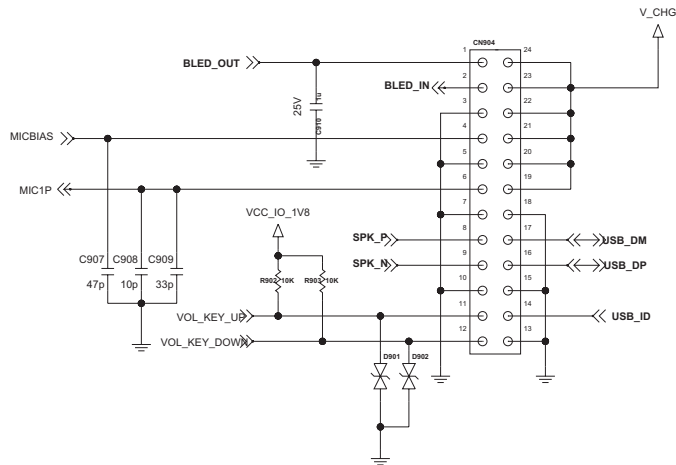 V_CHG
CN904
BLED_OUT
1
24
BLED_IN
2
23
25V
1u
C910
3
22
MICBIAS
4
21
5
20
MIC1P
6
19
VCC_IO_1V8
7
18
SPK_P
8
17
USB_DM
C907
C908
C909
SPK_N
9
16
USB_DP
47p
10p
33p
R902
10K
R903
10K
10
15
VOL_KEY_UP
11
14
USB_ID
VOL_KEY_DOWN
12
13
D901
D902